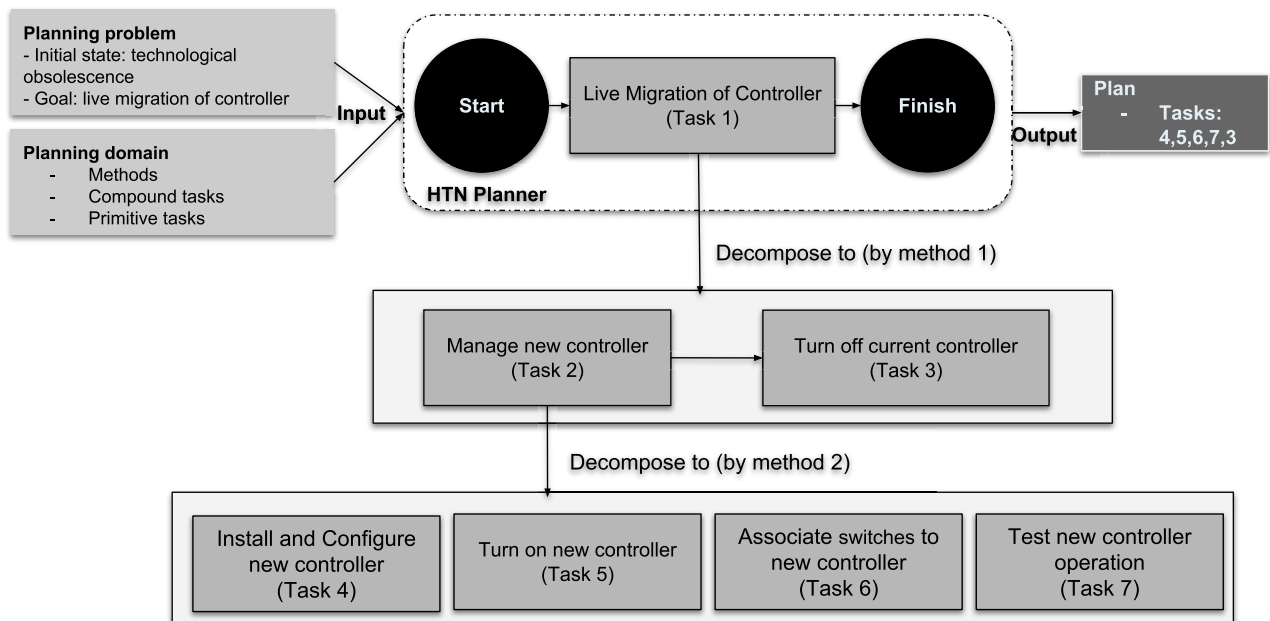 Planning problem
- Initial state: technological
obsolescence
- Goal: live migration of controller
Planning domain
- Methods
- Compound tasks
- Primitive tasks
Input
Start
Live Migration of Controller
(Task 1)
Finish
HTN Planner
Output
Plan
- Tasks:
4,5,6,7,3
Decompose to (by method 1)
Manage new controller
(Task 2)
Turn off current controller
(Task 3)
Decompose to (by method 2)
Install and Configure
new controller
(Task 4)
Turn on new controller
(Task 5)
Associate switches to
new controller
(Task 6)
Test new controller
operation
(Task 7)